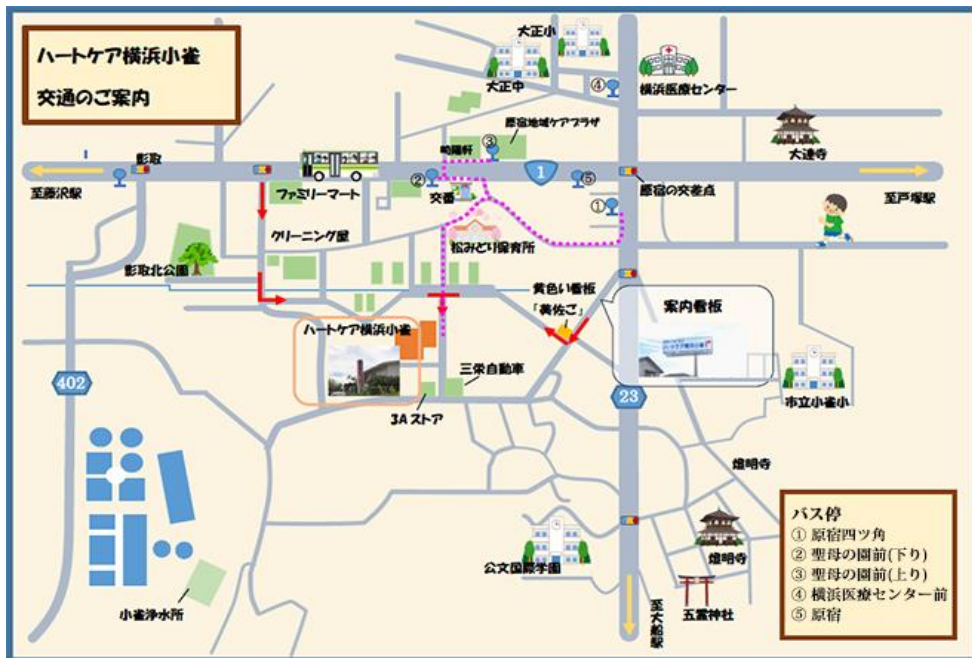 ハートケア横浜小雀
交通のご案内
大正小
大正中
④
横浜医療センター
原宿地域ケアプラザ
大連寺
影取
崎陽軒
③
1
至藤沢駅
ファミリーマート
②
交番
⑤
①
原宿の交差点
至戸塚駅
クリーニング屋
松みどり保育所
影取北公園
黄色い看板
「美佐ご」
案内看板
ハートケア横浜小雀
三栄自動車
402
3Aストア
23
市立小雀小
燈明寺
公文国際学園
燈明寺
小雀浄水所
至大船駅
五霊神社
バス停
① 原宿四ツ角
② 聖母の園前(下り)
③ 聖母の園前(上り)
④ 横浜医療センター前
⑤ 原宿